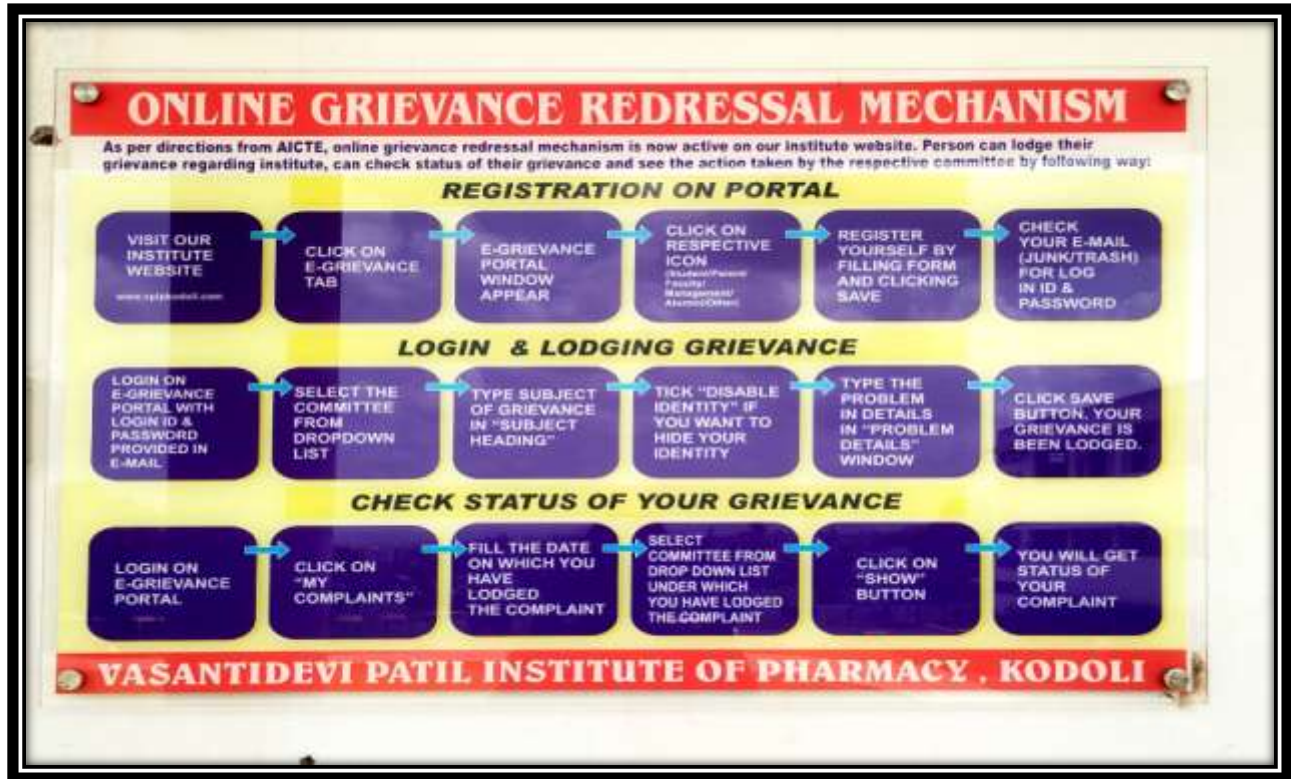 ONLINE GRIEVANCE REDRESSAL MECHANISM
As per directions from AICTE, online grievance redressal mechanism is now active on our institute website. Person can lodge their
grievance regarding institute, can check status of their grievance and see the action taken by the respective committee by following way:
REGISTRATION ON PORTAL
VISIT OUR
INSTITUTE
WEBSITE
CLICK ON
E-GRIEVANCE
TAB
E-GRIEVANCE
PORTAL
WINDOW
APPEAR
CLICK ON
RESPECTIVE
ICON
(Student/Parent/
Faculty/
Management/
Alumni/Other)
REGISTER
YOURSELF BY
FILLING FORM
AND CLICKING
SAVE
CHECK
YOUR E-MAIL
(JUNK/TRASH)
FOR LOG
IN ID &
PASSWORD
LOGIN & LODGING GRIEVANCE
LOGIN ON
E-GRIEVANCE
PORTAL WITH
LOGIN ID &
PASSWORD
PROVIDED IN
E-MAIL
SELECT THE
COMMITTEE
FROM
DROPDOWN
LIST
TYPE SUBJECT
OF GRIEVANCE
IN "SUBJECT
HEADING"
TICK "DISABLE
IDENTITY" IF
YOU WANT TO
HIDE YOUR
IDENTITY
TYPE THE
PROBLEM
IN DETAILS
IN "PROBLEM
DETAILS"
WINDOW
CLICK SAVE
BUTTON. YOUR
GRIEVANCE IS
BEEN LODGED.
CHECK STATUS OF YOUR GRIEVANCE
LOGIN ON
E-GRIEVANCE
PORTAL
CLICK ON
"MY
COMPLAINTS"
FILL THE DATE
ON WHICH YOU
HAVE
LODGED
THE COMPLAINT
SELECT
COMMITTEE FROM
DROP DOWN LIST
UNDER WHICH
YOU HAVE LODGED
THE COMPLAINT
CLICK ON
"SHOW"
BUTTON
YOU WILL GET
STATUS OF
YOUR
COMPLAINT
VASANTIDEVI PATIL INSTITUTE OF PHARMACY , KODOLI